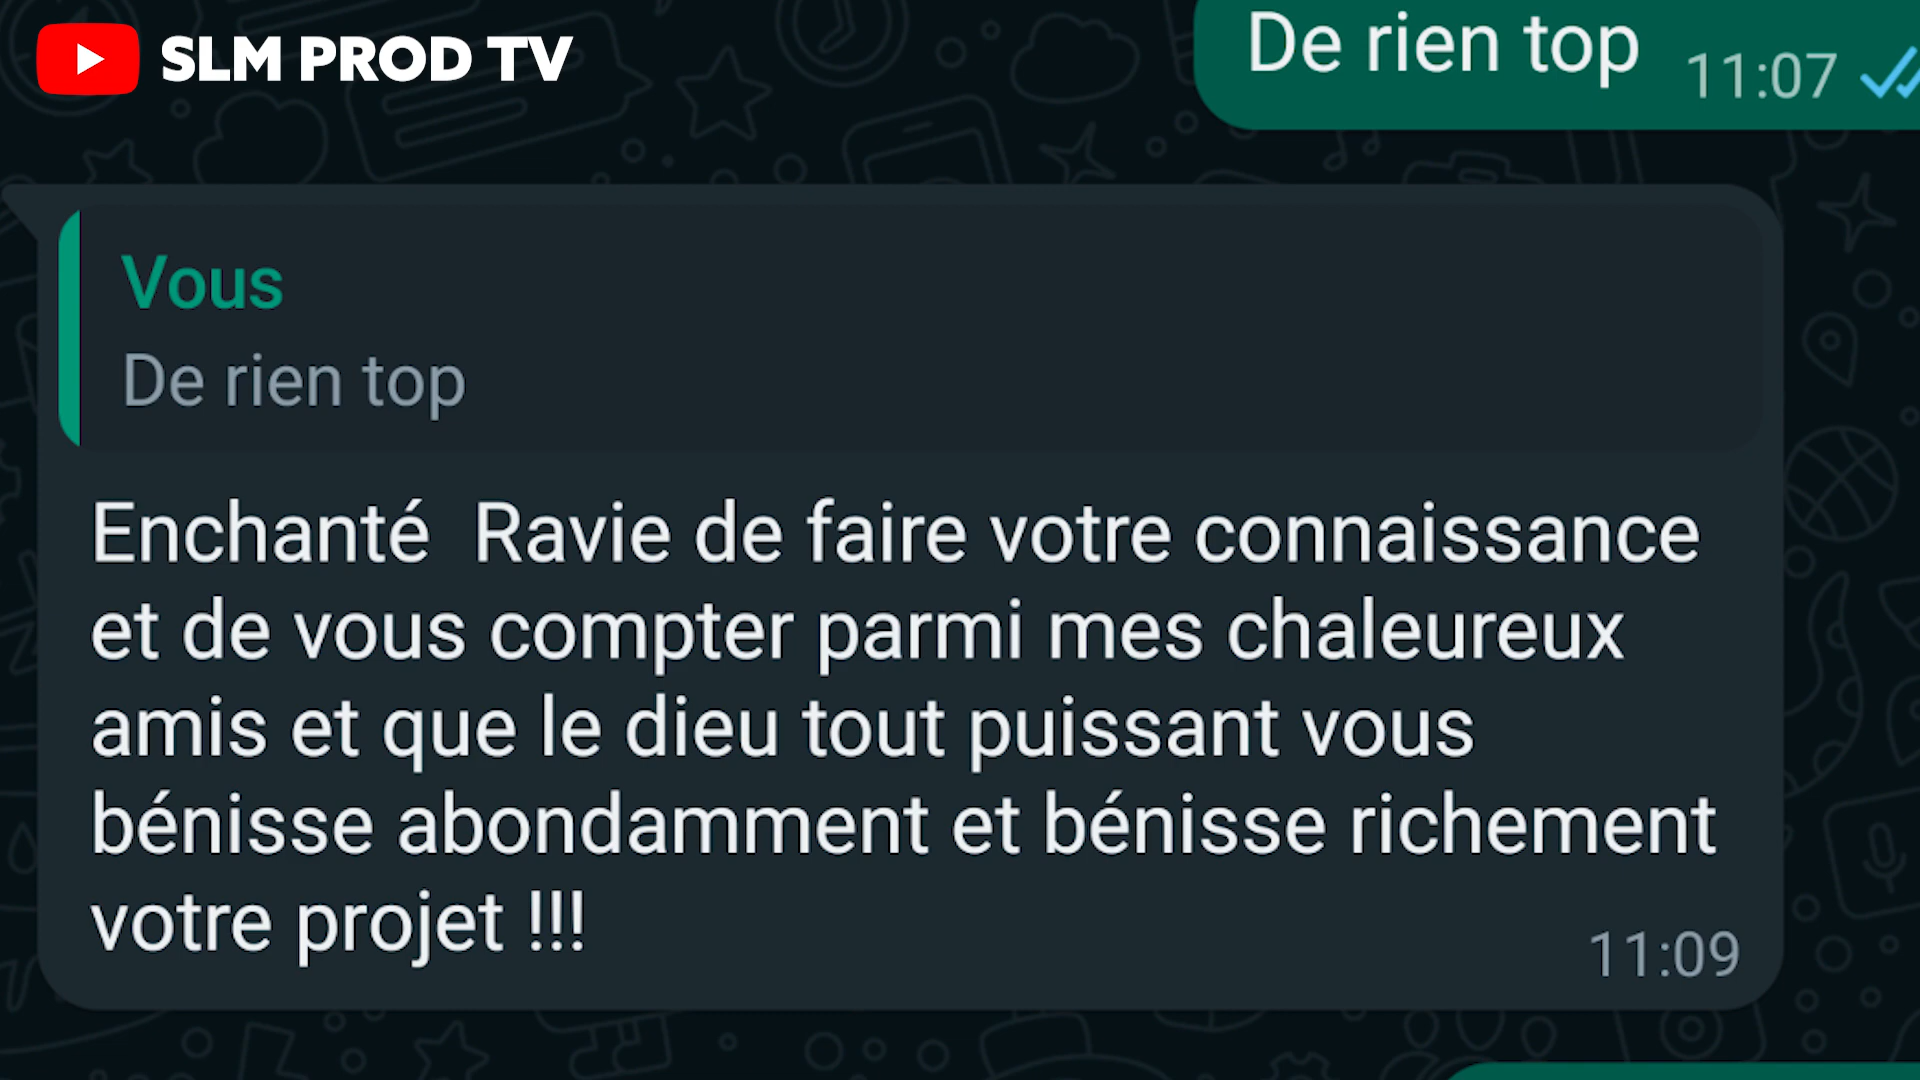 SLM PROD TV
De rien top
11:07
Vous
De rien top
Enchanté  Ravie de faire votre connaissance
et de vous compter parmi mes chaleureux
amis et que le dieu tout puissant vous
bénisse abondamment et bénisse richement
votre projet !!!
11:09